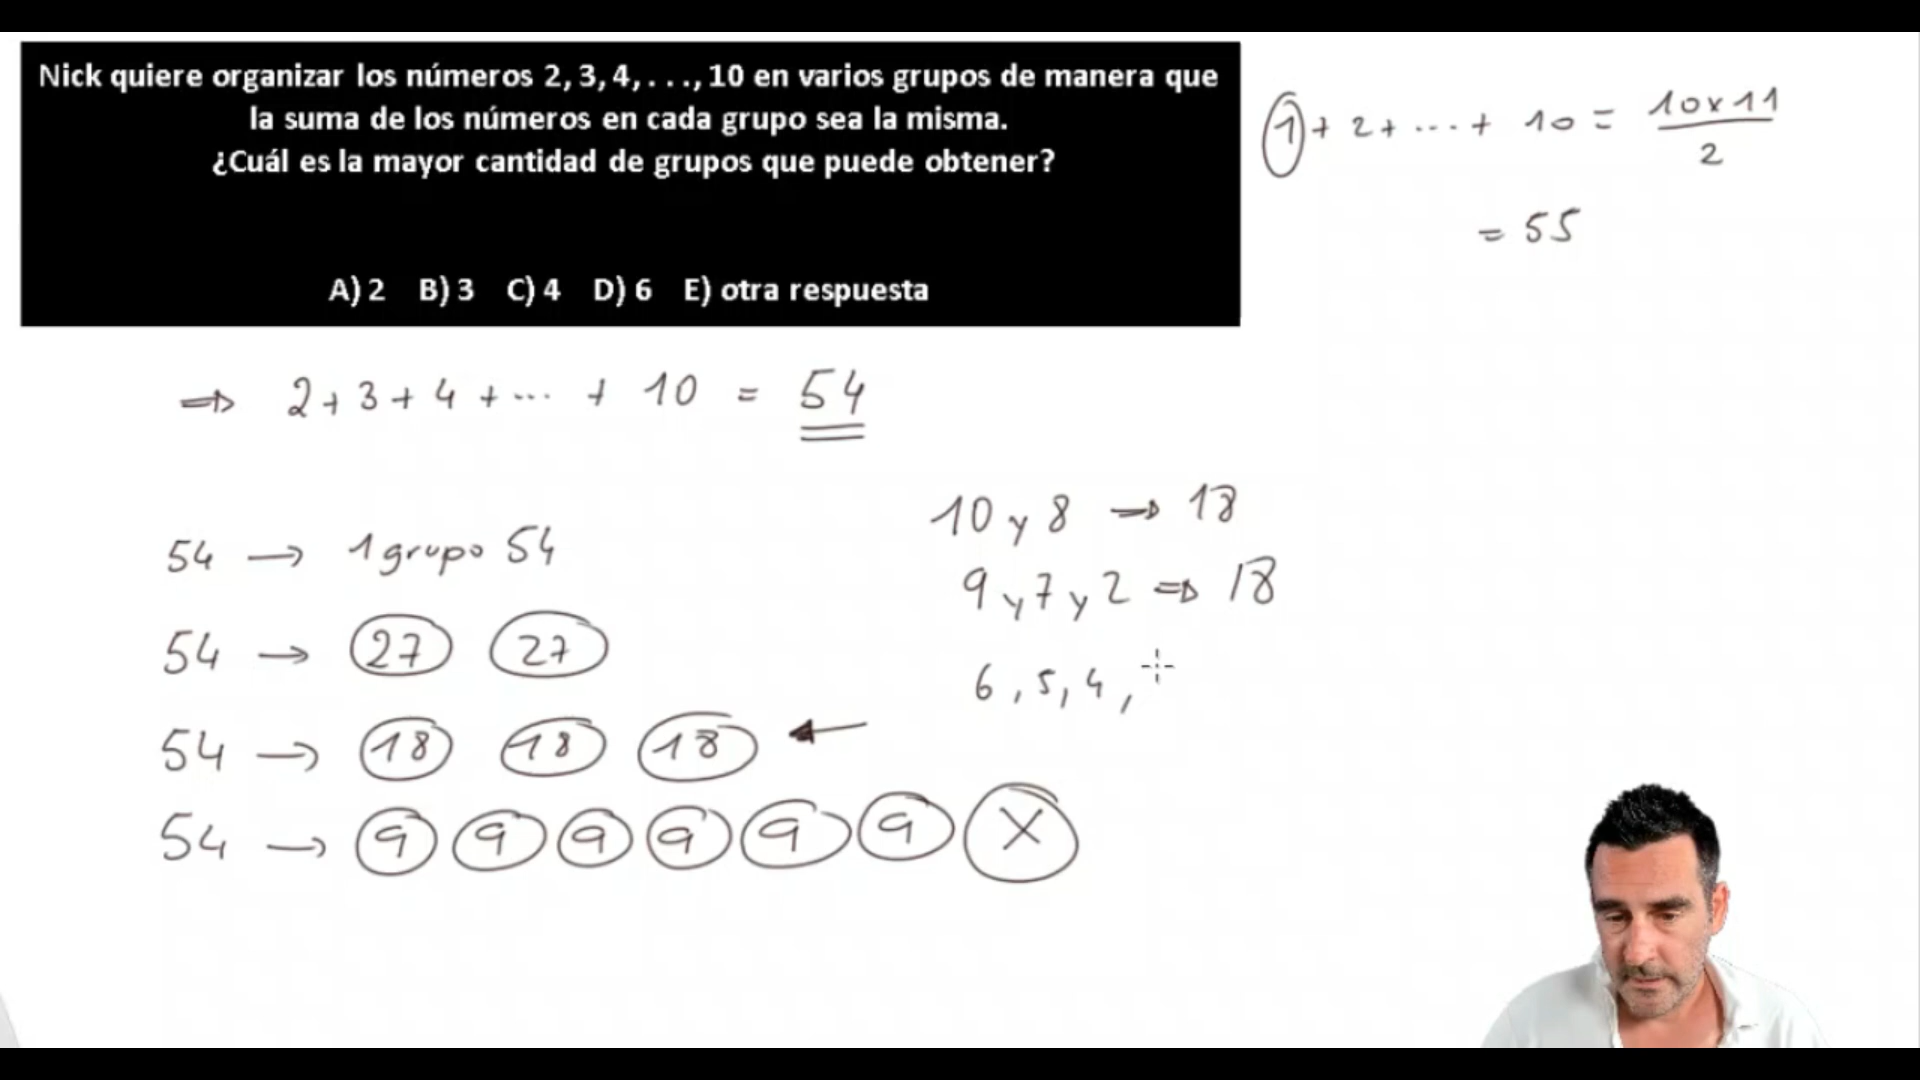 Nick quiere organizar los números 2, 3, 4, . . ., 10 en varios grupos de manera que
la suma de los números en cada grupo sea la misma.
¿Cuál es la mayor cantidad de grupos que puede obtener?
A) 2 B) 3 C) 4 D) 6 E) otra respuesta
1 + 2 + ... + 10 = 10 x 11 / 2
= 55
⇒ 2 + 3 + 4 + ... + 10 = 54
54 → 1 grupo 54
54 → 27 27
54 → 18 18 18 ←
54 → 9 9 9 9 9 9 X
10 y 8 ⇒ 18
9 y 7 y 2 ⇒ 18
6, 5, 4,